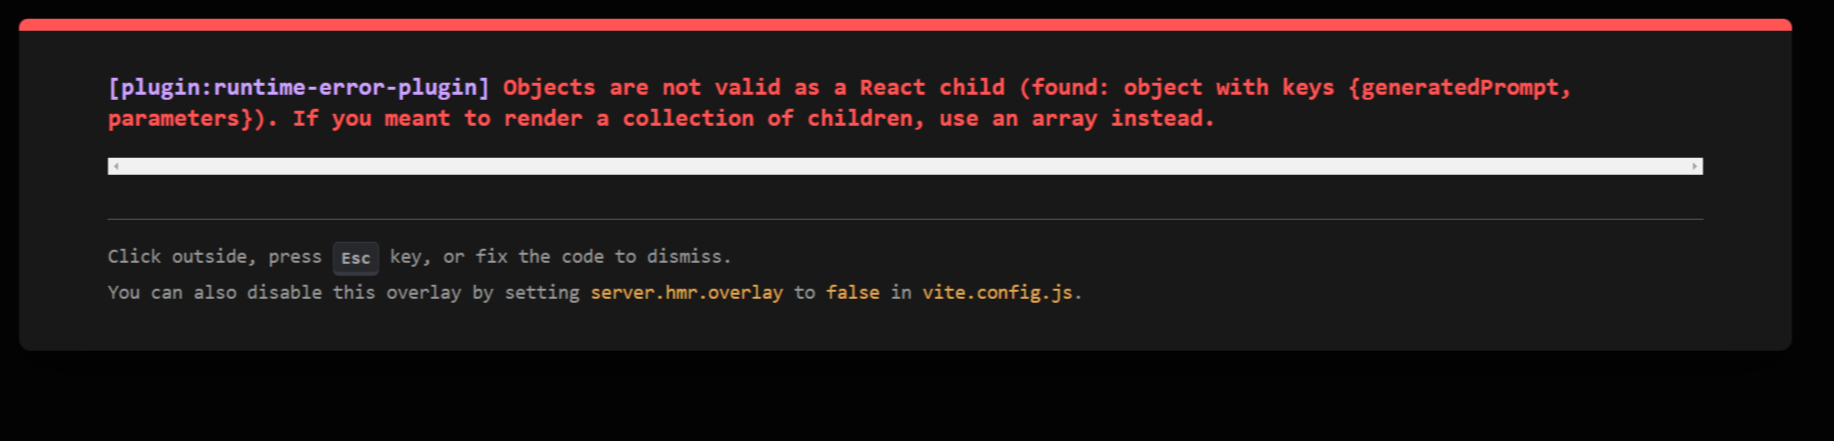 [plugin:runtime-error-plugin] Objects are not valid as a React child (found: object with keys {generatedPrompt,
parameters}). If you meant to render a collection of children, use an array instead.
Click outside, press Esc key, or fix the code to dismiss.
You can also disable this overlay by setting server.hmr.overlay to false in vite.config.js.